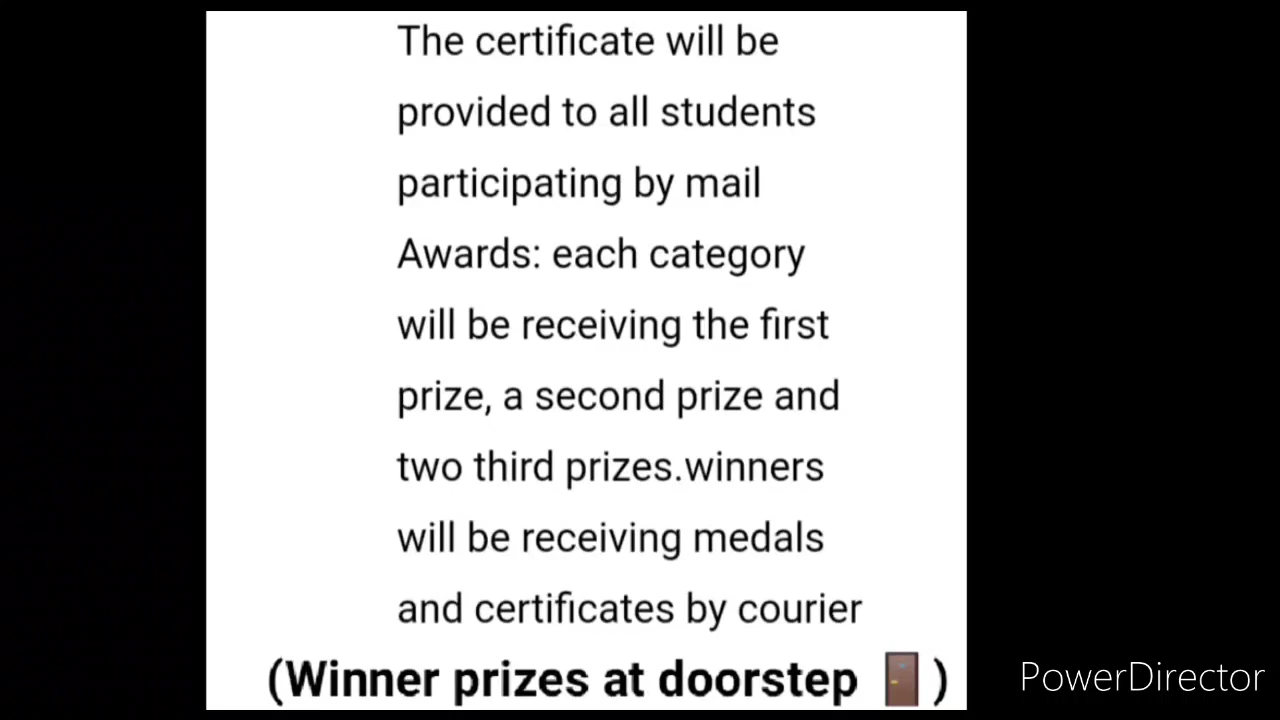 The certificate will be
provided to all students
participating by mail
Awards: each category
will be receiving the first
prize, a second prize and
two third prizes.winners
will be receiving medals
and certificates by courier
(Winner prizes at doorstep 🚪)
PowerDirector